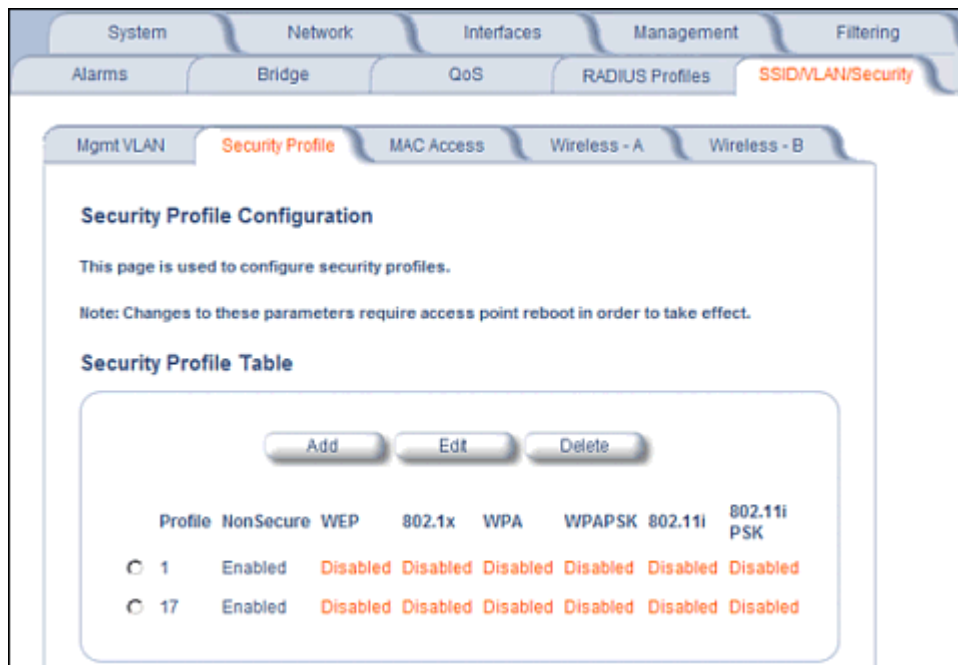 System Network Interfaces Management Filtering
Alarms Bridge QoS RADIUS Profiles SSID/VLAN/Security
Mgmt VLAN Security Profile MAC Access Wireless - A Wireless - B
Security Profile Configuration
This page is used to configure security profiles.
Note: Changes to these parameters require access point reboot in order to take effect.
Security Profile Table
Add Edit Delete
Profile NonSecure WEP 802.1x WPA WPAPSK 802.11i 802.11i PSK
1 Enabled Disabled Disabled Disabled Disabled Disabled Disabled
17 Enabled Disabled Disabled Disabled Disabled Disabled Disabled